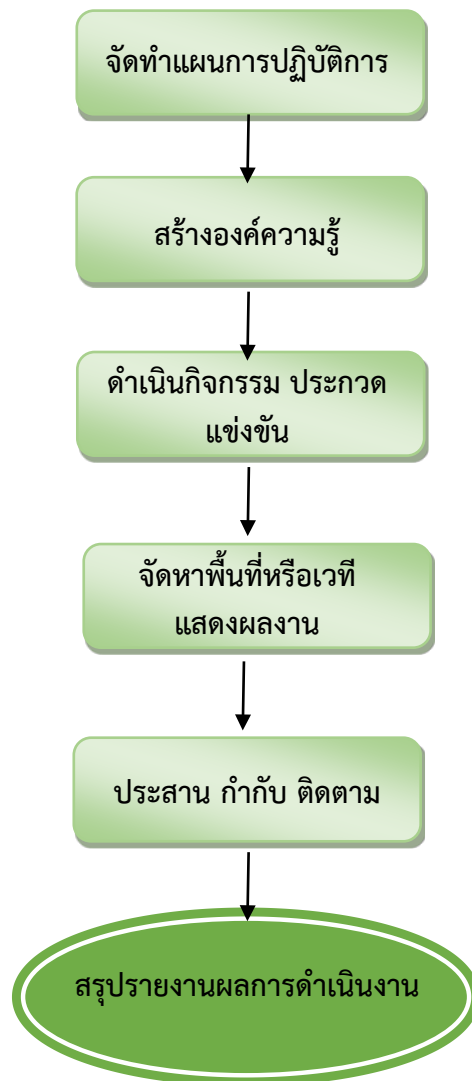 จัดทำแผนการปฏิบัติการ
สร้างองค์ความรู้
ดำเนินกิจกรรม ประกวด
แข่งขัน
จัดหาพื้นที่หรือเวที
แสดงผลงาน
ประสาน กำกับ ติดตาม
สรุปรายงานผลการดำเนินงาน